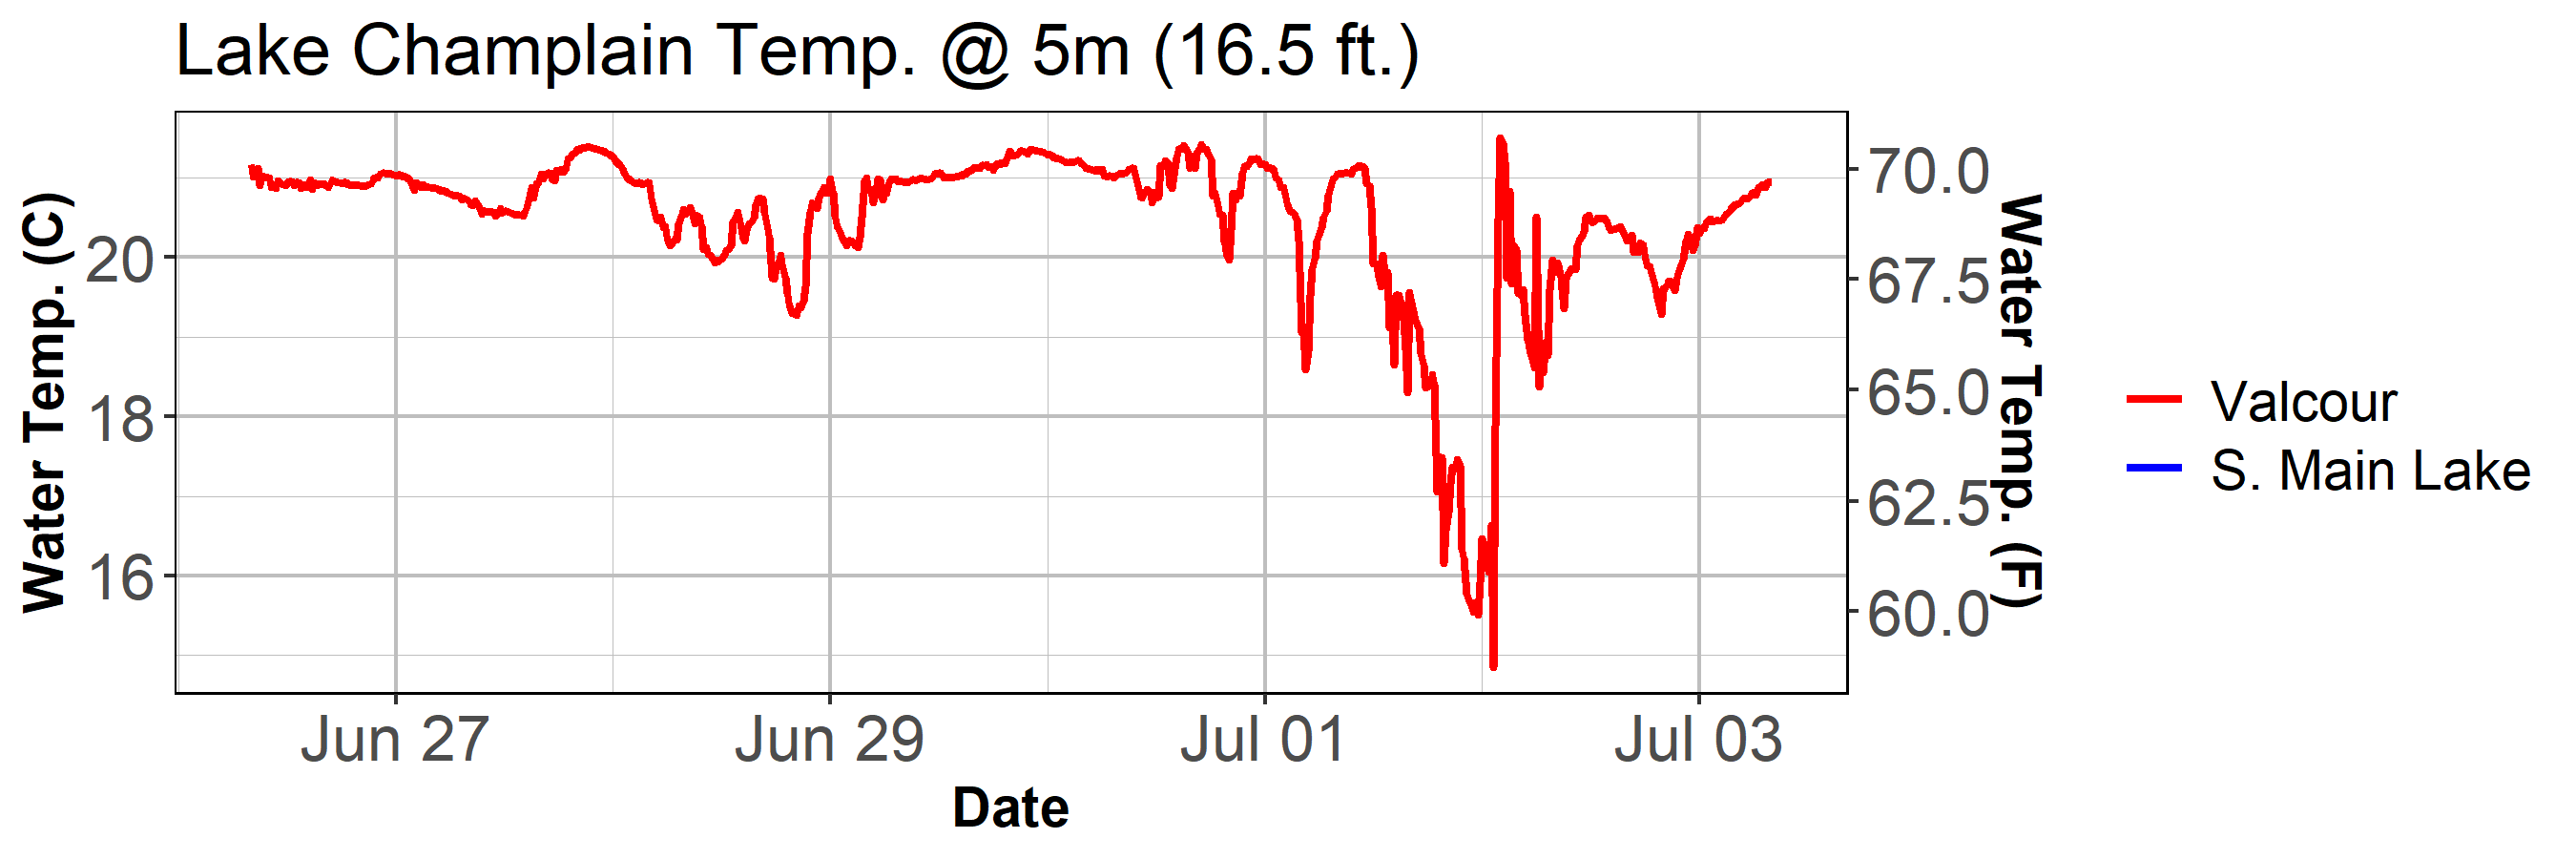 Lake Champlain Temp. @ 5m (16.5 ft.)
Water Temp. (C)
20
18
16
70.0
67.5
65.0
62.5
60.0
Water Temp. (F)
Valcour
S. Main Lake
Jun 27
Jun 29
Jul 01
Jul 03
Date